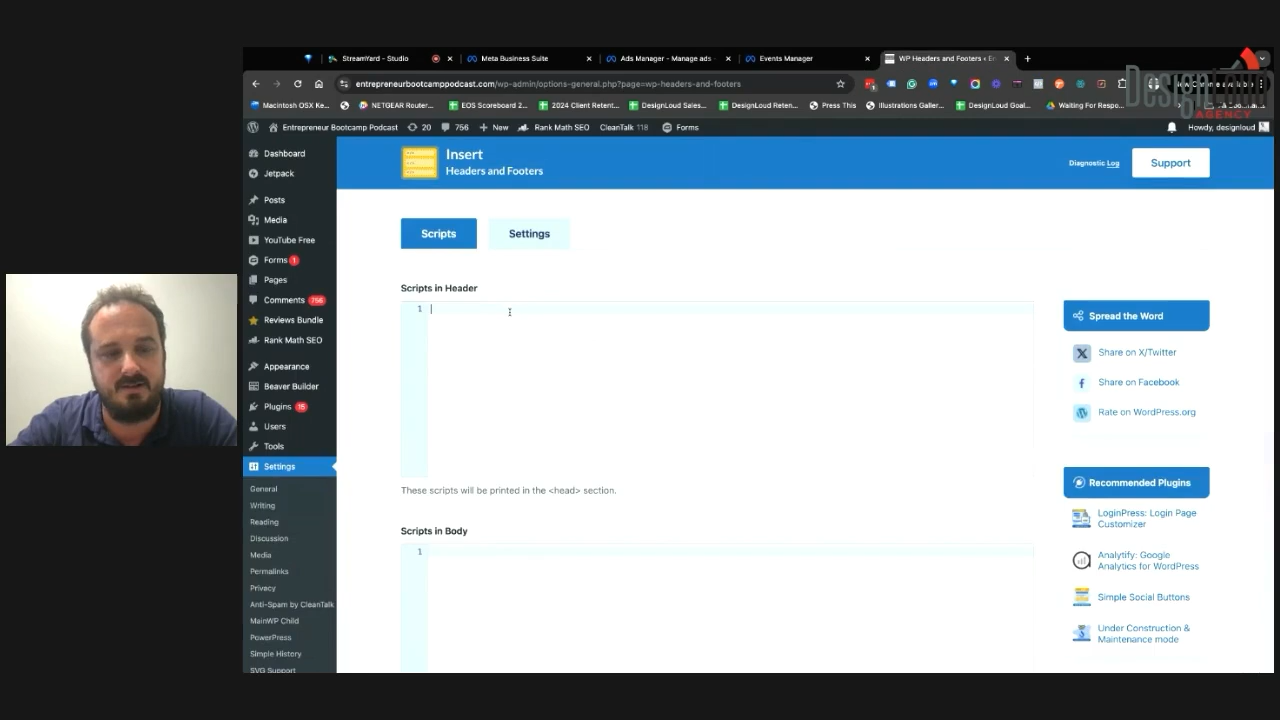 StreamYard - Studio
Meta Business Suite
Ads Manager - Manage ads -
Events Manager
WP Headers and Footers ‹ E
entrepreneurbootcamppodcast.com/wp-admin/options-general.php?page=wp-headers-and-footers
DesignLoud
AGENCY
Macintosh OSX Ke...
NETGEAR Router...
EOS Scoreboard 2...
2024 Client Retent...
DesignLoud Sales...
DesignLoud Reten...
Press This
Illustrations Galler...
DesignLoud Goal...
Waiting For Respo...
Entrepreneur Bootcamp Podcast
20
756
New
Rank Math SEO
CleanTalk 118
Forms
Howdy, designloud
Dashboard
Jetpack
Posts
Media
YouTube Free
Forms 1
Pages
Comments 756
Reviews Bundle
Rank Math SEO
Appearance
Beaver Builder
Plugins 15
Users
Tools
Settings
General
Writing
Reading
Discussion
Media
Permalinks
Privacy
Anti-Spam by CleanTalk
MainWP Child
PowerPress
Simple History
SVG Support
Insert
Headers and Footers
Diagnostic Log
Support
Scripts
Settings
Scripts in Header
1
These scripts will be printed in the <head> section.
Scripts in Body
1
Spread the Word
Share on X/Twitter
Share on Facebook
Rate on WordPress.org
Recommended Plugins
LoginPress: Login Page
Customizer
Analytify: Google
Analytics for WordPress
Simple Social Buttons
Under Construction &
Maintenance mode